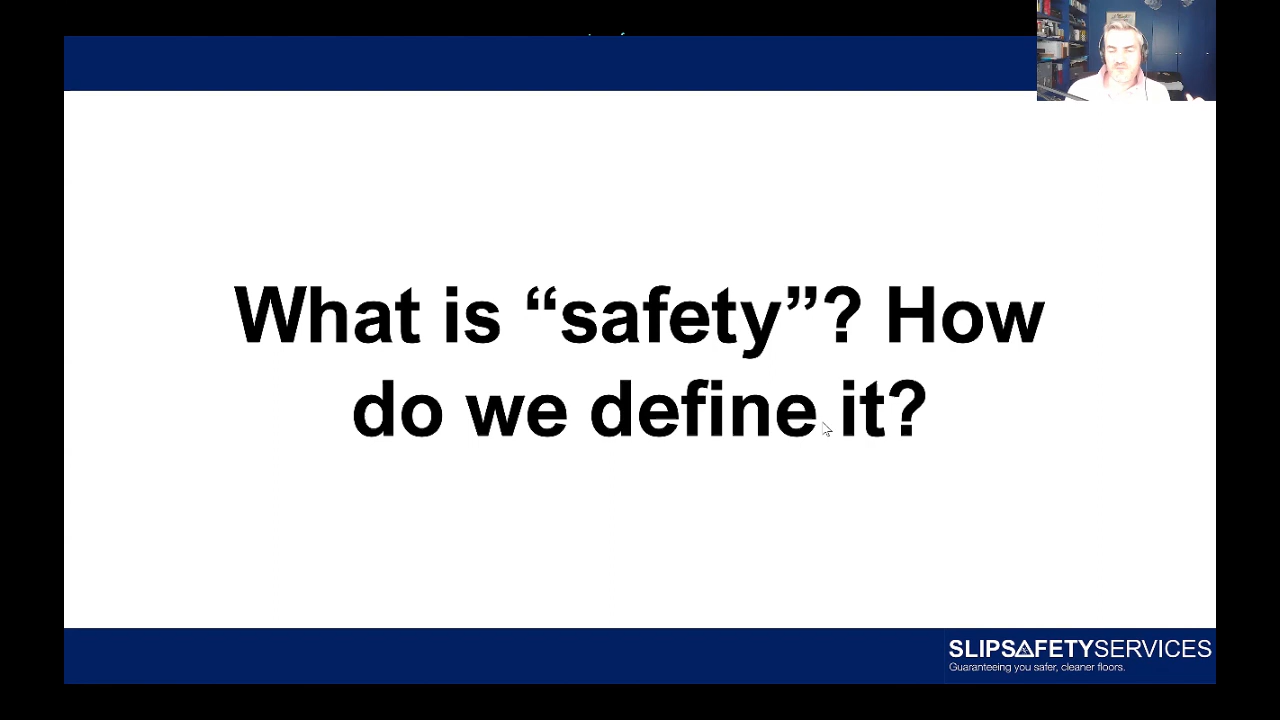 What is “safety”? How
do we define it?
SLIPSAFETYSERVICES
Guaranteeing you safer, cleaner floors.